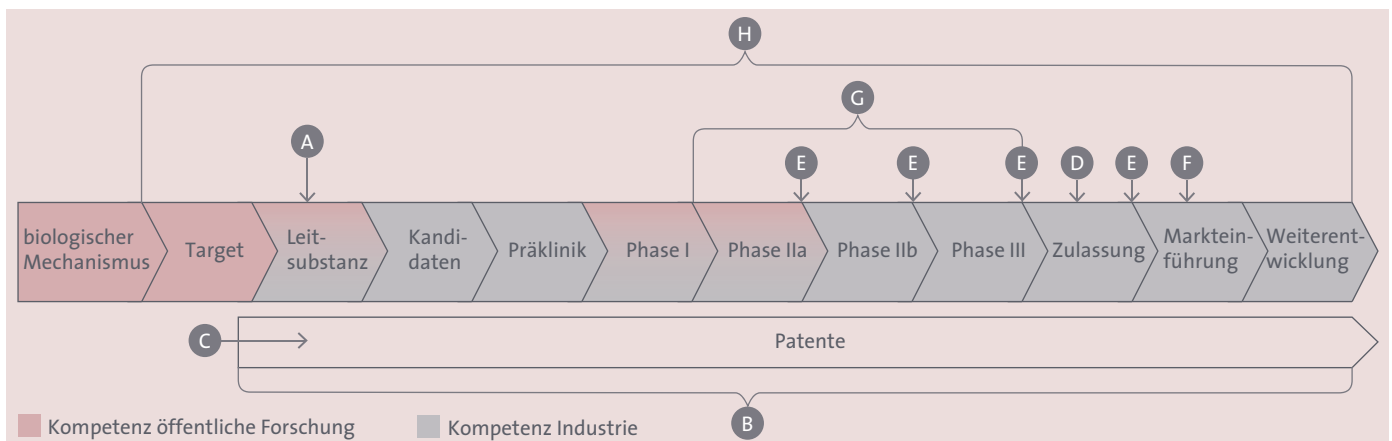 H
G
A
E
E
E
D
E
F
biologischer
Mechanismus
Target
Leit-
substanz
Kandi-
daten
Präklinik
Phase I
Phase IIa
Phase IIb
Phase III
Zulassung
Marktein-
führung
Weiterent-
wicklung
C
Patente
B
Kompetenz öffentliche Forschung
Kompetenz Industrie